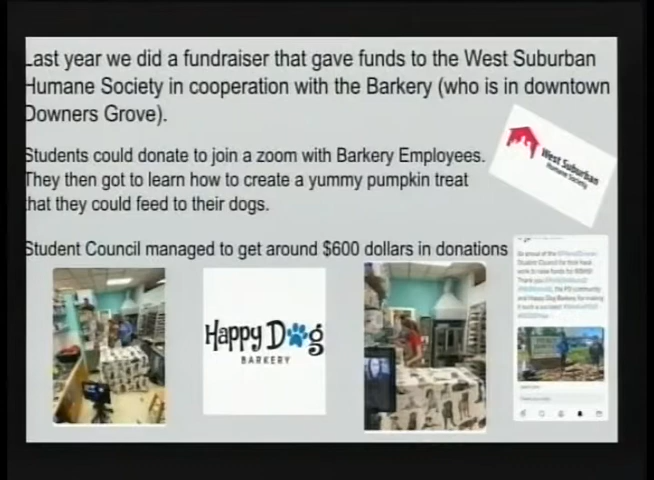 Last year we did a fundraiser that gave funds to the West Suburban
Humane Society in cooperation with the Barkery (who is in downtown
Downers Grove).
Students could donate to join a zoom with Barkery Employees.
They then got to learn how to create a yummy pumpkin treat
that they could feed to their dogs.
West Suburban
Humane Society
Student Council managed to get around $600 dollars in donations
Happy Dog
BARKERY